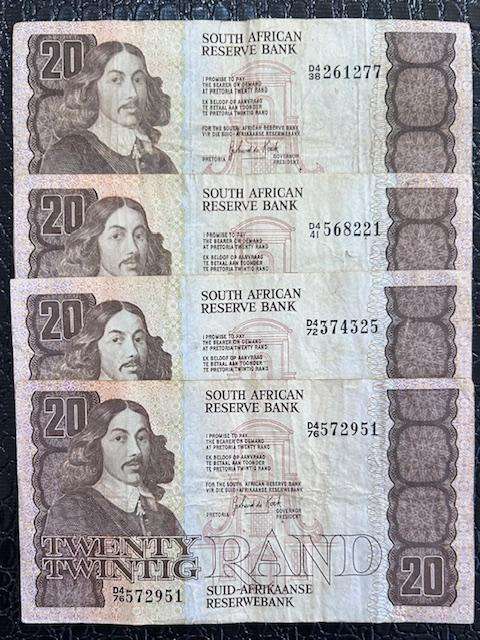 20
SOUTH AFRICAN
RESERVE BANK
D4
38 261277
I PROMISE TO PAY
THE BEARER ON DEMAND
AT PRETORIA TWENTY RAND
EK BELOOF OP AANVRAAG
TE BETAAL AAN TOONDER
TE PRETORIA TWINTIG RAND
FOR THE SOUTH AFRICAN RESERVE BANK
VIR DIE SUID-AFRIKAANSE RESERWEBANK
PRETORIA
GOVERNOR
PRESIDENT
20
SOUTH AFRICAN
RESERVE BANK
D4
41 568221
I PROMISE TO PAY
THE BEARER ON DEMAND
AT PRETORIA TWENTY RAND
EK BELOOF OP AANVRAAG
TE BETAAL AAN TOONDER
TE PRETORIA TWINTIG RAND
20
SOUTH AFRICAN
RESERVE BANK
D4
72 374325
I PROMISE TO PAY
THE BEARER ON DEMAND
AT PRETORIA TWENTY RAND
EK BELOOF OP AANVRAAG
TE BETAAL AAN TOONDER
TE PRETORIA TWINTIG RAND
20
SOUTH AFRICAN
RESERVE BANK
D4
76 572951
I PROMISE TO PAY
THE BEARER ON DEMAND
AT PRETORIA TWENTY RAND
EK BELOOF OP AANVRAAG
TE BETAAL AAN TOONDER
TE PRETORIA TWINTIG RAND
FOR THE SOUTH AFRICAN RESERVE BANK
VIR DIE SUID-AFRIKAANSE RESERWEBANK
PRETORIA
GOVERNOR
PRESIDENT
TWENTY
TWINTIG RAND
D4
76 572951
SUID-AFRIKAANSE
RESERWEBANK
20